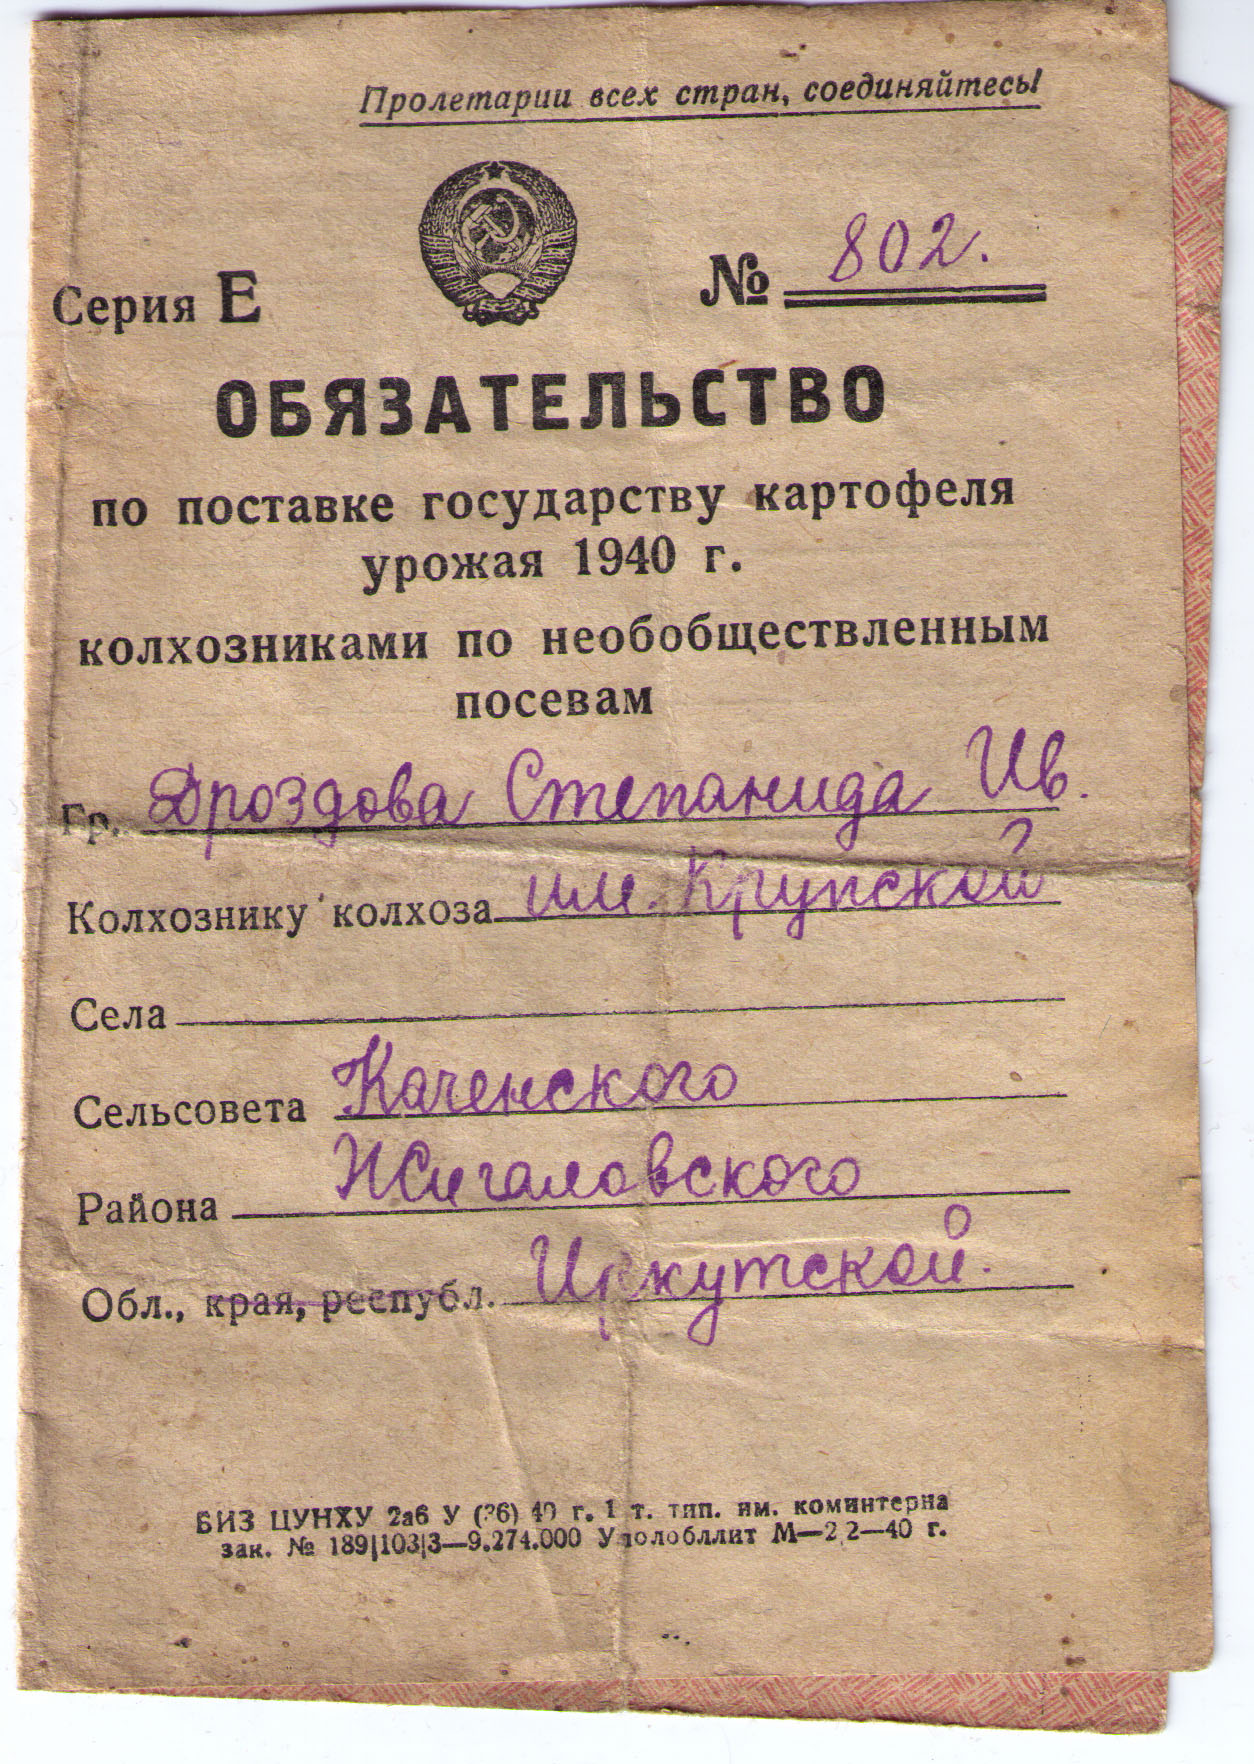 Пролетарии всех стран, соединяйтесь!
Серия Е № 802.
ОБЯЗАТЕЛЬСТВО
по поставке государству картофеля
урожая 1940 г.
колхозниками по необобществленным
посевам
Гр. Дроздова Степанида Ив.
Колхознику колхоза им. Крупской
Села
Сельсовета Каченского
Района Жигаловского
Обл., края, республ. Иркутской.
БИЗ ЦУНХУ 2а6 У (36) 40 г. 1 т. тип. им. коминтерна
зак. № 189|103|3—9.274.000 М—2,2—40 г.